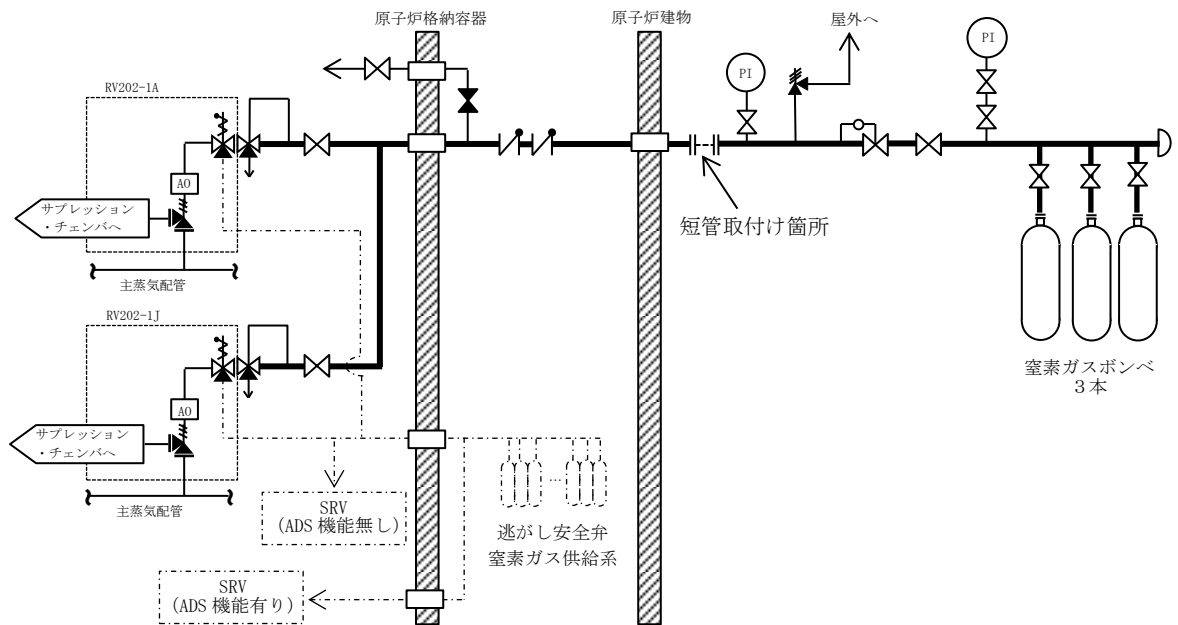 原子炉格納容器
原子炉建物
屋外へ
PI
PI
RV202-1A
AO
サプレッション
・チェンバへ
主蒸気配管
短管取付け箇所
RV202-1J
AO
サプレッション
・チェンバへ
主蒸気配管
窒素ガスボンベ
3本
SRV
(ADS 機能無し)
…
逃がし安全弁
窒素ガス供給系
SRV
(ADS 機能有り)